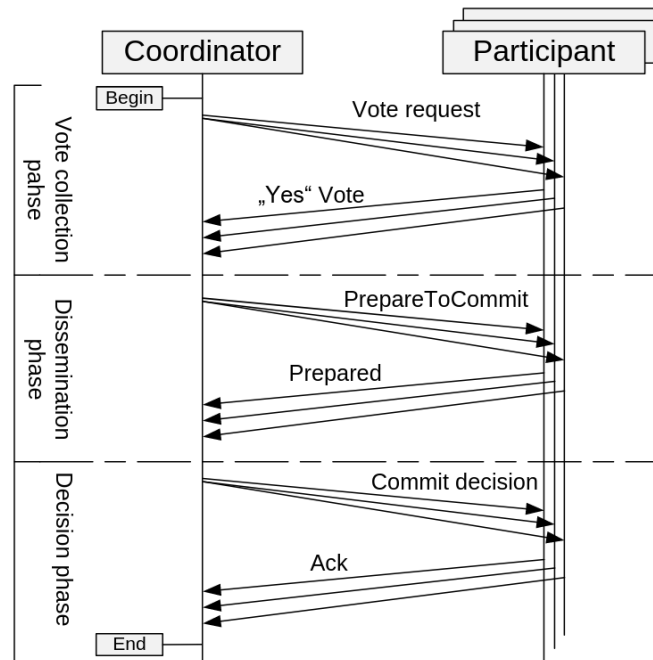 Coordinator
Participant
Begin
Vote request
Vote collection
pahse
„Yes“ Vote
PrepareToCommit
Dissemination
phase
Prepared
Commit decision
Decision phase
Ack
End